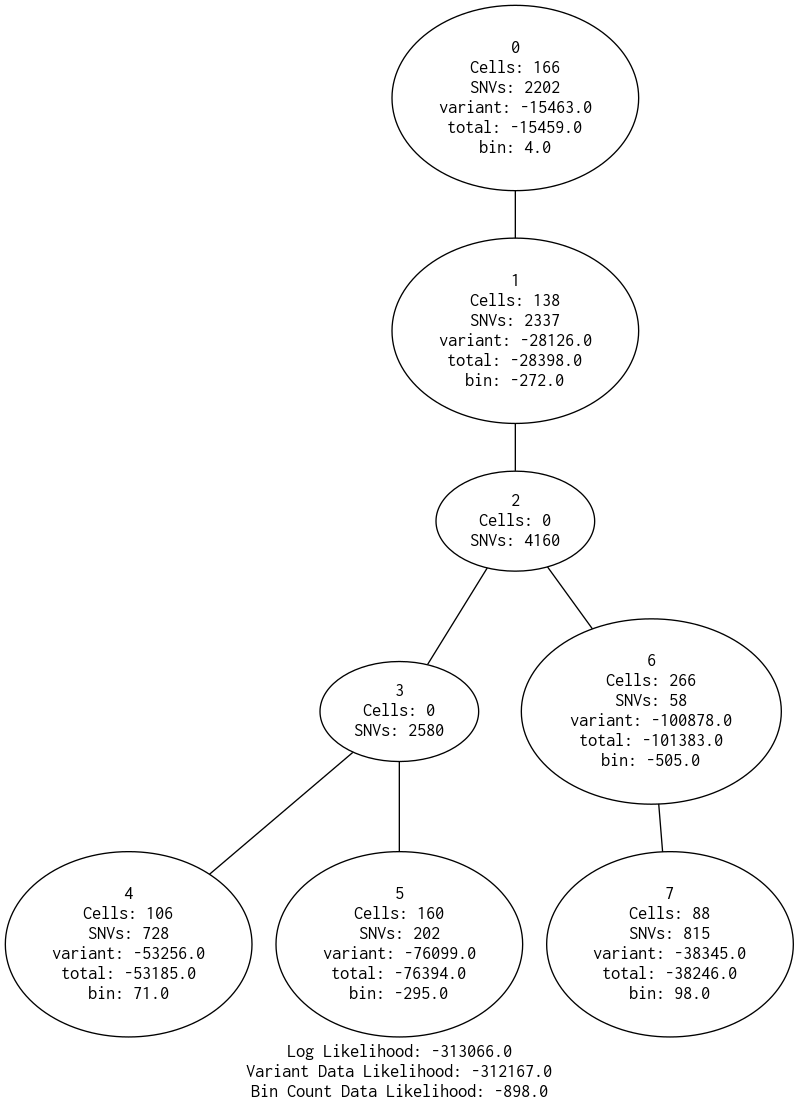 0
Cells: 166
SNVs: 2202
variant: -15463.0
total: -15459.0
bin: 4.0
1
Cells: 138
SNVs: 2337
variant: -28126.0
total: -28398.0
bin: -272.0
2
Cells: 0
SNVs: 4160
3
Cells: 0
SNVs: 2580
6
Cells: 266
SNVs: 58
variant: -100878.0
total: -101383.0
bin: -505.0
4
Cells: 106
SNVs: 728
variant: -53256.0
total: -53185.0
bin: 71.0
5
Cells: 160
SNVs: 202
variant: -76099.0
total: -76394.0
bin: -295.0
7
Cells: 88
SNVs: 815
variant: -38345.0
total: -38246.0
bin: 98.0
Log Likelihood: -313066.0
Variant Data Likelihood: -312167.0
Bin Count Data Likelihood: -898.0